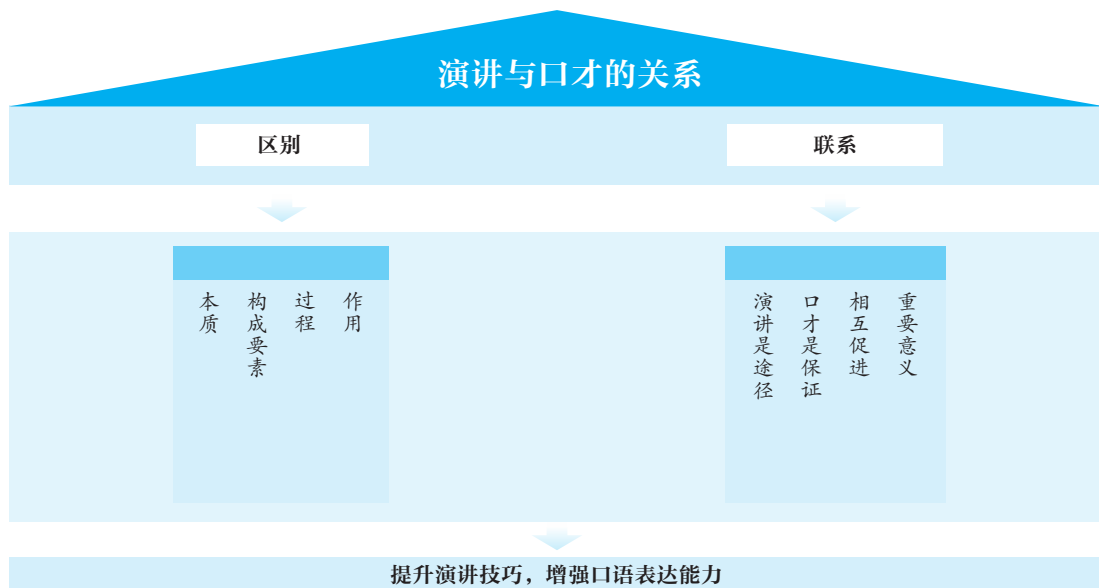 演讲与口才的关系
区别
联系
本质
构成要素
过程
作用
演讲是途径
口才是保证
相互促进
重要意义
提升演讲技巧，增强口语表达能力